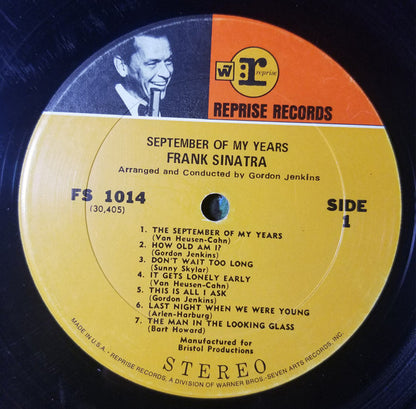 W7 r reprise
REPRISE RECORDS
SEPTEMBER OF MY YEARS
FRANK SINATRA
Arranged and Conducted by Gordon Jenkins
FS 1014
(30,405)
SIDE
1
1. THE SEPTEMBER OF MY YEARS
(Van Heusen-Cahn)
2. HOW OLD AM I?
(Gordon Jenkins)
3. DON'T WAIT TOO LONG
(Sunny Skylar)
4. IT GETS LONELY EARLY
(Van Heusen-Cahn)
5. THIS IS ALL I ASK
(Gordon Jenkins)
6. LAST NIGHT WHEN WE WERE YOUNG
(Arlen-Harburg)
7. THE MAN IN THE LOOKING GLASS
(Bart Howard)
Manufactured for
Bristol Productions
STEREO
MADE IN U.S.A. · REPRISE RECORDS, A DIVISION OF WARNER BROS.-SEVEN ARTS RECORDS, INC.